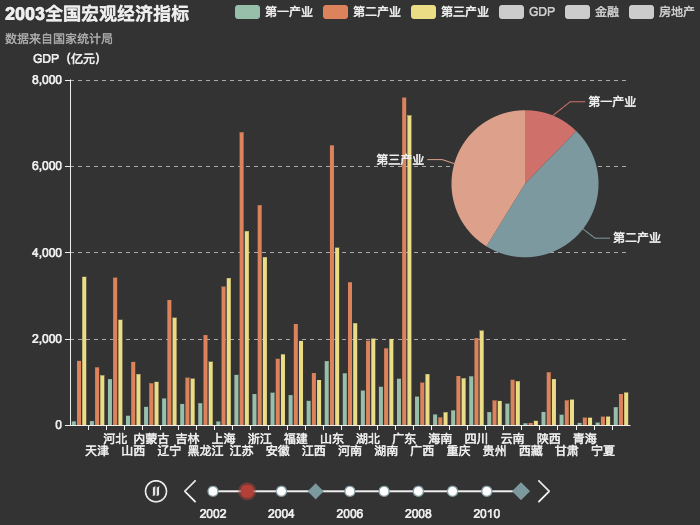 2003全国宏观经济指标
第一产业 第二产业 第三产业 GDP 金融 房地产
数据来自国家统计局
GDP（亿元）
8,000
6,000
4,000
2,000
0
第一产业
第三产业
第二产业
河北 内蒙古 吉林 上海 浙江 福建 山东 湖北 广东 海南 四川 云南 陕西 青海
天津 山西 辽宁 黑龙江 江苏 安徽 江西 河南 湖南 广西 重庆 贵州 西藏 甘肃 宁夏
2002 2004 2006 2008 2010